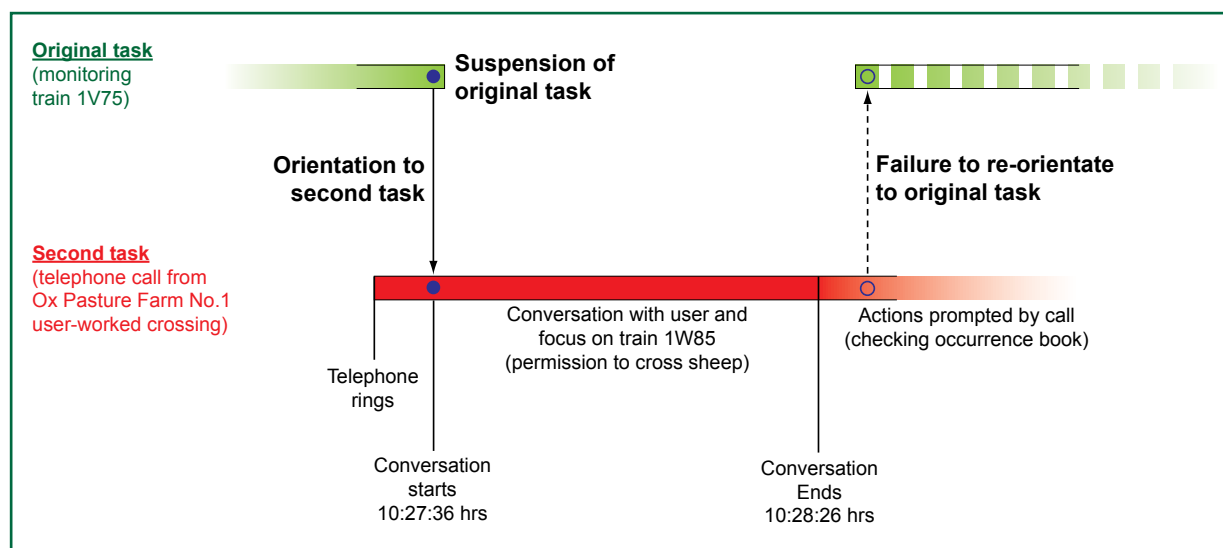 Original task
(monitoring
train 1V75)
Suspension of
original task
Orientation to
second task
Failure to re-orientate
to original task
Second task
(telephone call from
Ox Pasture Farm No.1
user-worked crossing)
Conversation with user and
focus on train 1W85
(permission to cross sheep)
Actions prompted by call
(checking occurrence book)
Telephone
rings
Conversation
starts
10:27:36 hrs
Conversation
Ends
10:28:26 hrs